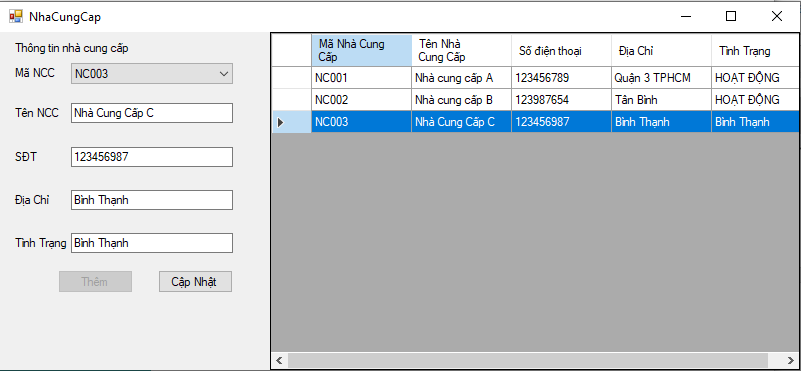 NhaCungCap
Thông tin nhà cung cấp
Mã NCC NC003
Tên NCC Nhà Cung Cấp C
SĐT 123456987
Địa Chỉ Bình Thạnh
Tình Trạng Bình Thạnh
Thêm Cập Nhật
Mã Nhà Cung Cấp Tên Nhà Cung Cấp Số điện thoại Địa Chỉ Tình Trạng
NC001 Nhà cung cấp A 123456789 Quận 3 TPHCM HOẠT ĐỘNG
NC002 Nhà cung cấp B 123987654 Tân Bình HOẠT ĐỘNG
NC003 Nhà Cung Cấp C 123456987 Bình Thạnh Bình Thạnh